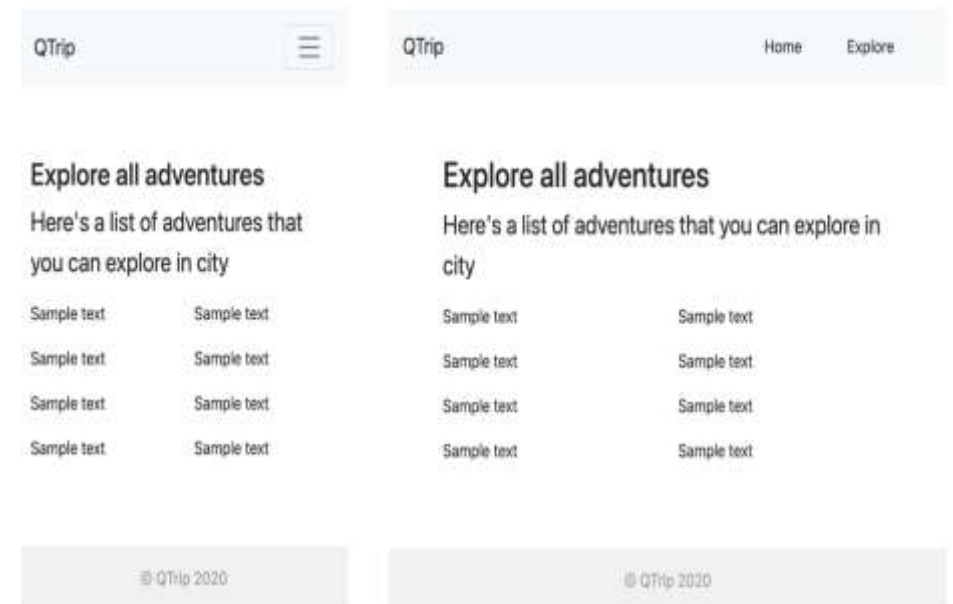 QTrip
Explore all adventures
Here's a list of adventures that
you can explore in city
Sample text Sample text
Sample text Sample text
Sample text Sample text
Sample text Sample text
© QTrip 2020
QTrip Home Explore
Explore all adventures
Here's a list of adventures that you can explore in
city
Sample text Sample text
Sample text Sample text
Sample text Sample text
Sample text Sample text
© QTrip 2020